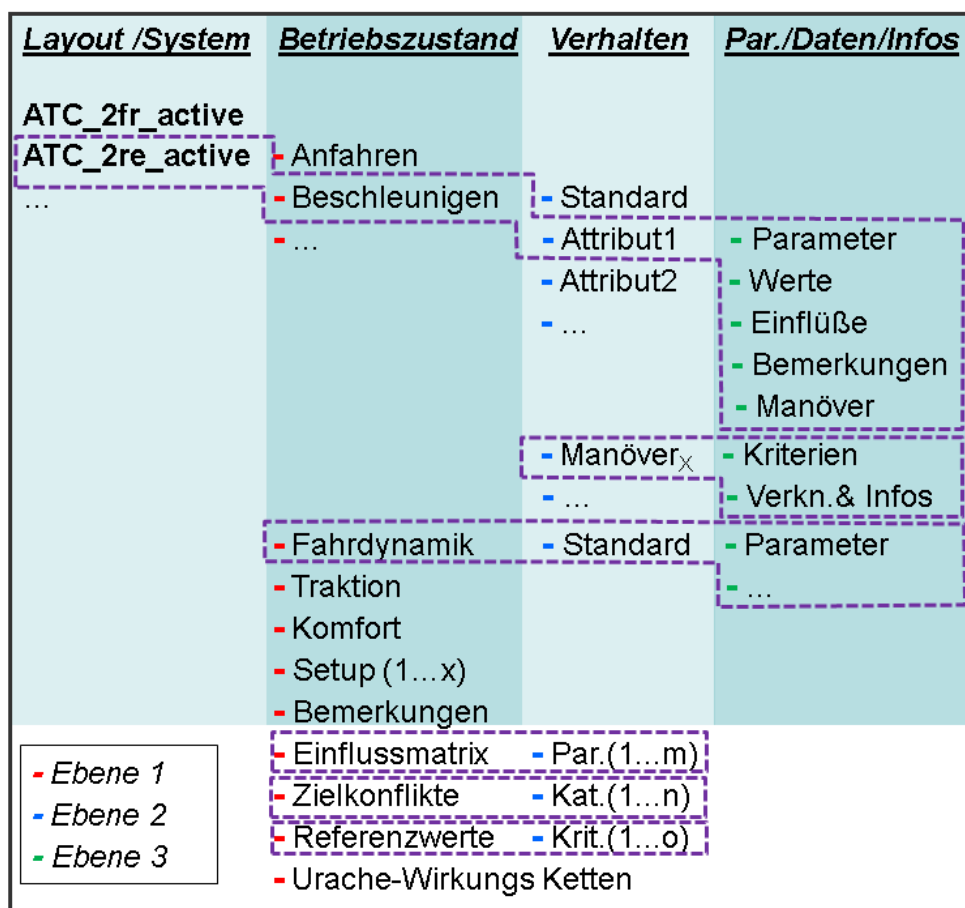 Layout /System Betriebszustand Verhalten Par./Daten/Infos
ATC_2fr_active
ATC_2re_active - Anfahren
... - Beschleunigen - Standard
- ... - Attribut1 - Parameter
- Attribut2 - Werte
- ... - Einflüße
- Bemerkungen
- Manöver
- Manöverx - Kriterien
- ... - Verkn.& Infos
- Fahrdynamik - Standard - Parameter
- Traktion - ...
- Komfort
- Setup (1...x)
- Bemerkungen
- Einflussmatrix - Par.(1...m)
- Zielkonflikte - Kat.(1...n)
- Referenzwerte - Krit.(1...o)
- Urache-Wirkungs Ketten
- Ebene 1
- Ebene 2
- Ebene 3